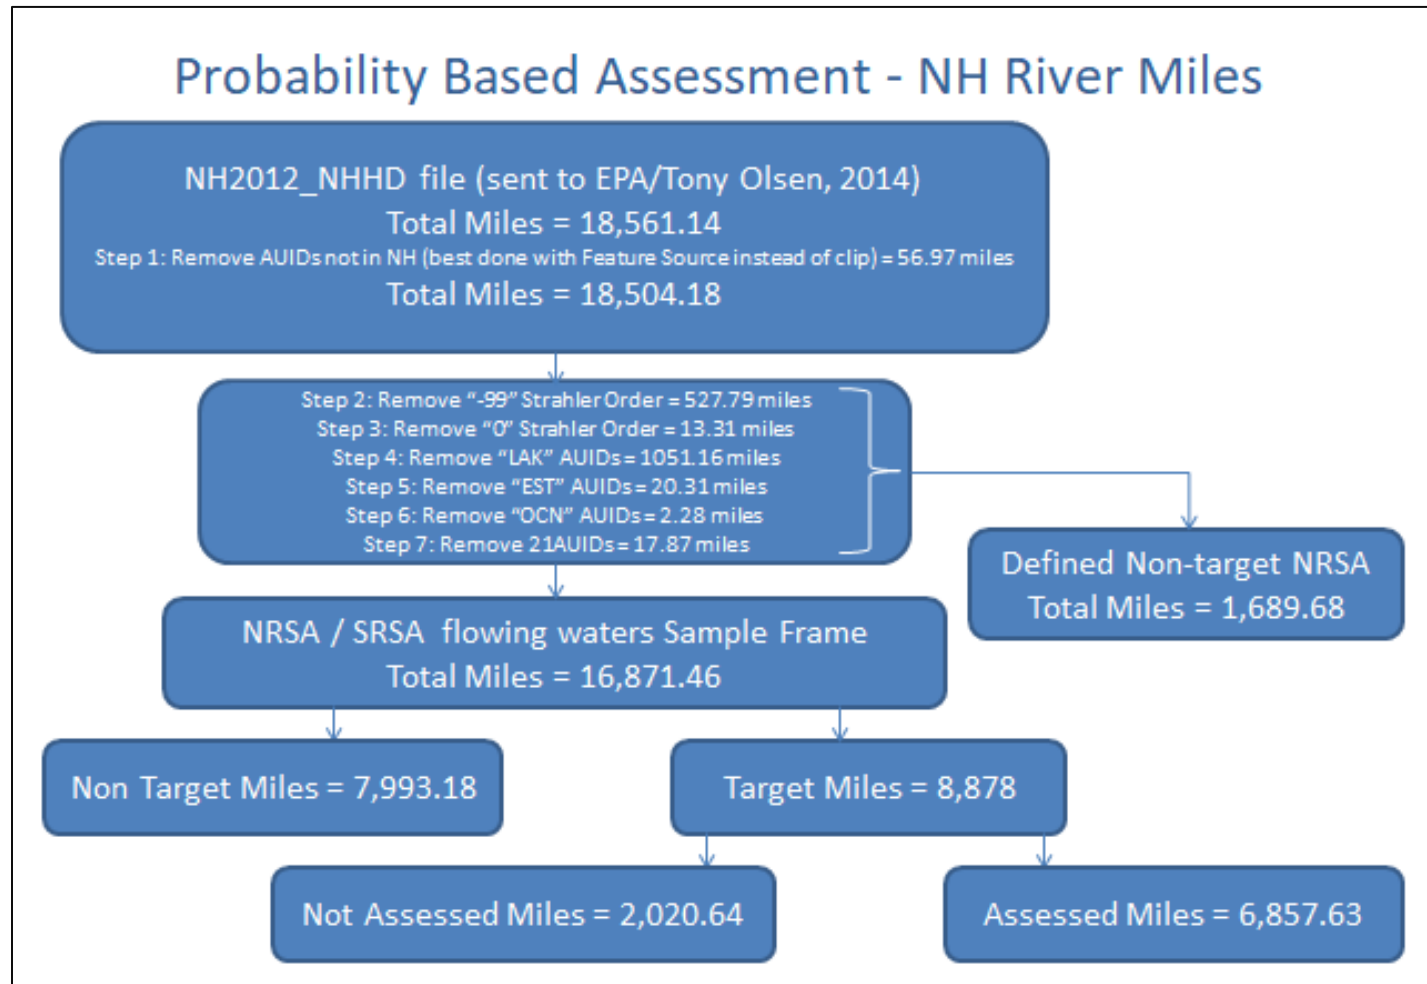 Probability Based Assessment - NH River Miles
NH2012_NHHD file (sent to EPA/Tony Olsen, 2014)
Total Miles = 18,561.14
Step 1: Remove AUIDs not in NH (best done with Feature Source instead of clip) = 56.97 miles
Total Miles = 18,504.18
Step 2: Remove “-99” Strahler Order = 527.79 miles
Step 3: Remove “0” Strahler Order = 13.31 miles
Step 4: Remove “LAK” AUIDs = 1051.16 miles
Step 5: Remove “EST” AUIDs = 20.31 miles
Step 6: Remove “OCN” AUIDs = 2.28 miles
Step 7: Remove 21AUIDs = 17.87 miles
Defined Non-target NRSA
Total Miles = 1,689.68
NRSA / SRSA flowing waters Sample Frame
Total Miles = 16,871.46
Non Target Miles = 7,993.18
Target Miles = 8,878
Not Assessed Miles = 2,020.64
Assessed Miles = 6,857.63